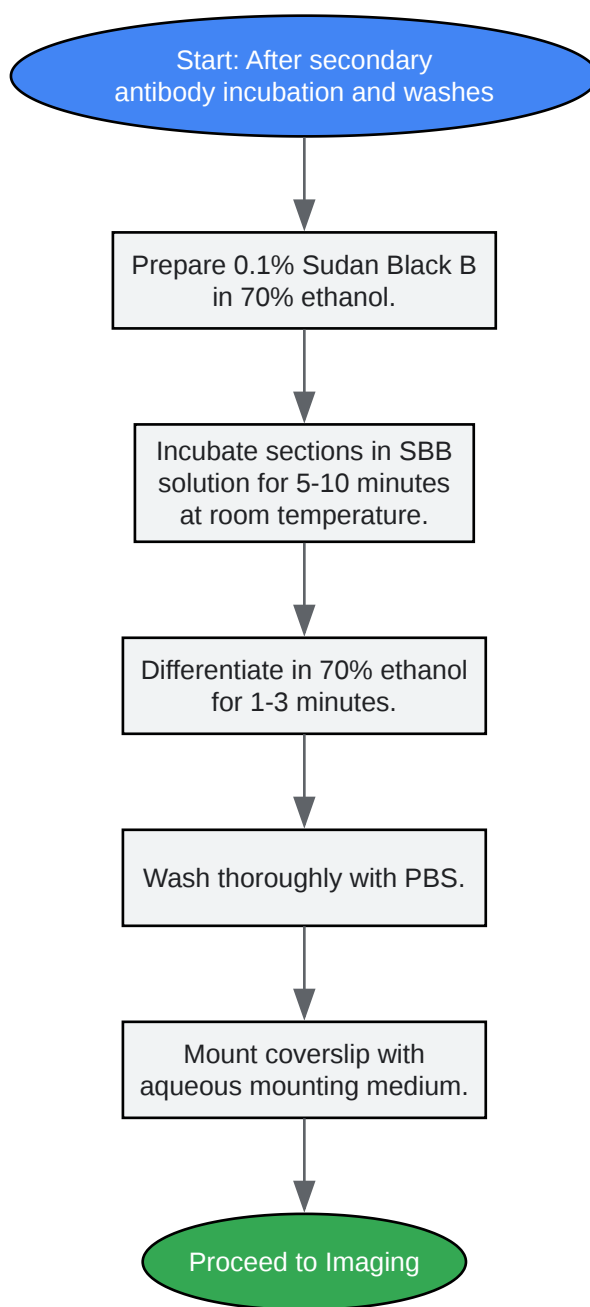 Start: After secondary
antibody incubation and washes
Prepare 0.1% Sudan Black B
in 70% ethanol.
Incubate sections in SBB
solution for 5-10 minutes
at room temperature.
Differentiate in 70% ethanol
for 1-3 minutes.
Wash thoroughly with PBS.
Mount coverslip with
aqueous mounting medium.
Proceed to Imaging